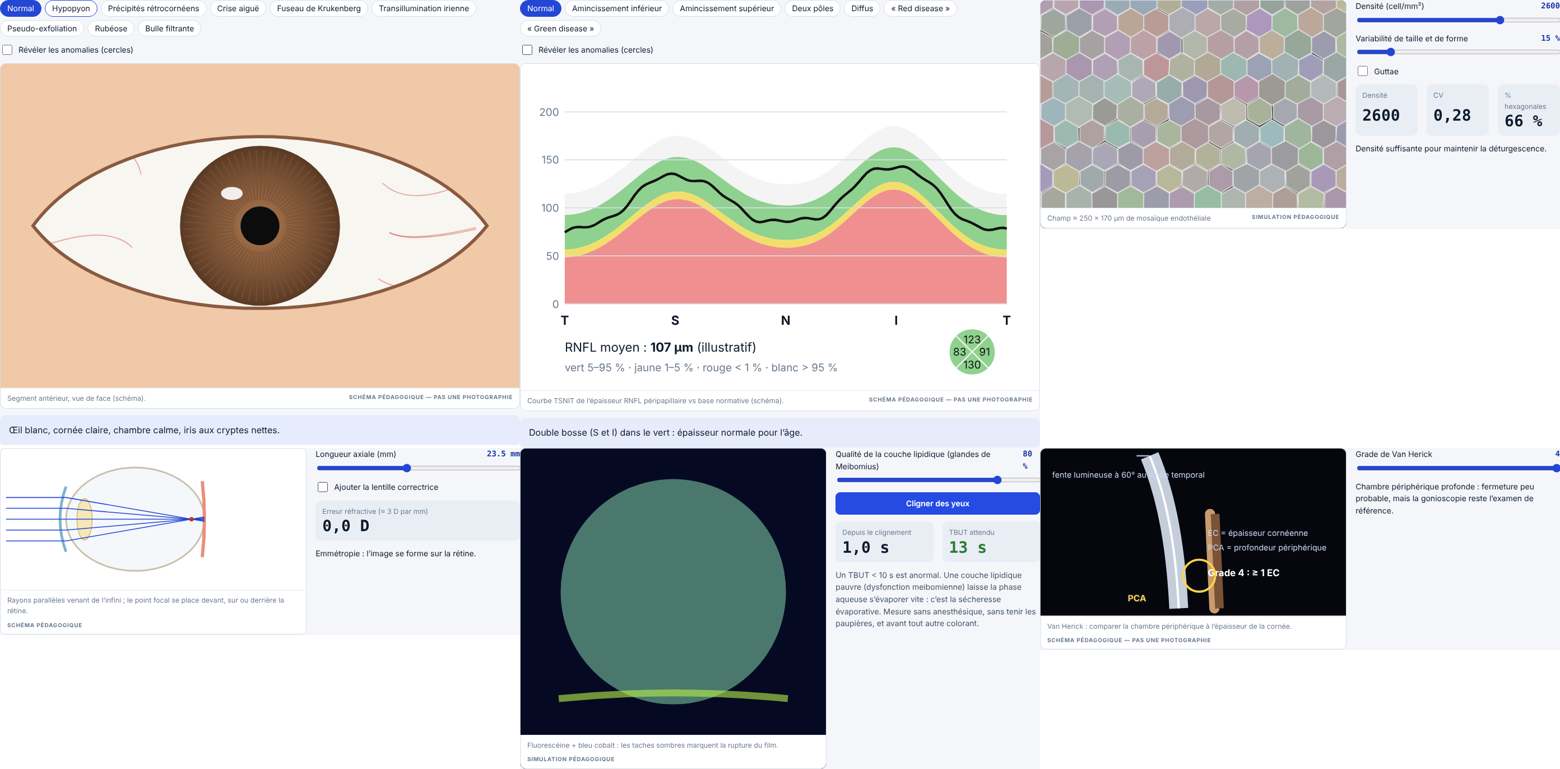 Normal
Hypopyon
Précipités rétrocornéens
Crise aiguë
Fuseau de Krukenberg
Transillumination irienne
Pseudo-exfoliation
Rubéose
Bulle filtrante
Révéler les anomalies (cercles)
Segment antérieur, vue de face (schéma).
SCHÉMA PÉDAGOGIQUE — PAS UNE PHOTOGRAPHIE
Œil blanc, cornée claire, chambre calme, iris aux cryptes nettes.
Normal
Amincissement inférieur
Amincissement supérieur
Deux pôles
Diffus
« Red disease »
« Green disease »
Révéler les anomalies (cercles)
200
150
100
50
0
T
S
N
I
T
RNFL moyen : 107 µm (illustratif)
vert 5–95 % · jaune 1–5 % · rouge < 1 % · blanc > 95 %
123
83
91
130
Courbe TSNIT de l'épaisseur RNFL péripapillaire vs base normative (schéma).
SCHÉMA PÉDAGOGIQUE — PAS UNE PHOTOGRAPHIE
Double bosse (S et I) dans le vert : épaisseur normale pour l'âge.
Champ ≈ 250 × 170 µm de mosaïque endothéliale
SIMULATION PÉDAGOGIQUE
Densité (cell/mm²)
2600
Variabilité de taille et de forme
15 %
Guttae
Densité
2600
CV
0,28
%
hexagonales
66 %
Densité suffisante pour maintenir la déturgescence.
Rayons parallèles venant de l'infini ; le point focal se place devant, sur ou derrière la
rétine.
SCHÉMA PÉDAGOGIQUE
Longueur axiale (mm)
23.5 mm
Ajouter la lentille correctrice
Erreur réfractive (≈ 3 D par mm)
0,0 D
Emmétropie : l'image se forme sur la rétine.
Fluorescéine + bleu cobalt : les taches sombres marquent la rupture du film.
SIMULATION PÉDAGOGIQUE
Qualité de la couche lipidique (glandes de
Meibomius)
80
%
Cligner des yeux
Depuis le clignement
1,0 s
TBUT attendu
13 s
Un TBUT < 10 s est anormal. Une couche lipidique
pauvre (dysfonction meibomienne) laisse la phase
aqueuse s'évaporer vite : c'est la sécheresse
évaporative. Mesure sans anesthésique, sans tenir les
paupières, et avant tout autre colorant.
fente lumineuse à 60° au temporal
EC = épaisseur cornéenne
PCA = profondeur périphérique
Grade 4 : ≥ 1 EC
PCA
Van Herick : comparer la chambre périphérique à l'épaisseur de la cornée.
SCHÉMA PÉDAGOGIQUE — PAS UNE PHOTOGRAPHIE
Grade de Van Herick
4
Chambre périphérique profonde : fermeture peu
probable, mais la gonioscopie reste l'examen de
référence.